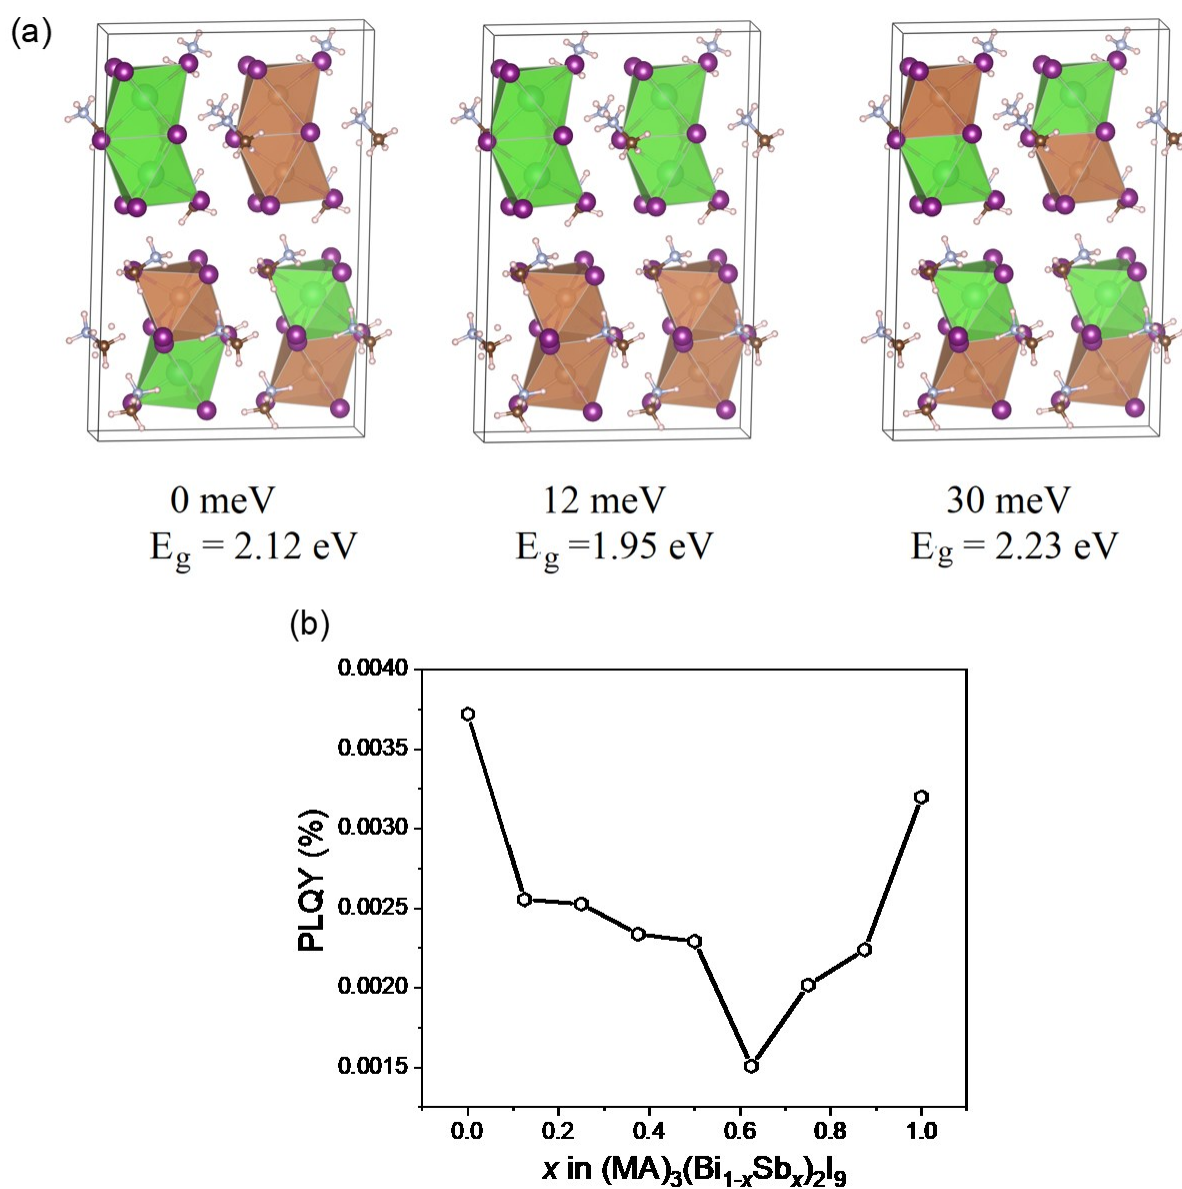 (a)
0 meV 12 meV 30 meV
Eg = 2.12 eV Eg =1.95 eV Eg = 2.23 eV
(b)
0.0040
0.0035
0.0030
0.0025
0.0020
0.0015
PLQY (%)
0.0 0.2 0.4 0.6 0.8 1.0
x in (MA)3(Bi1-xSbx)2I9